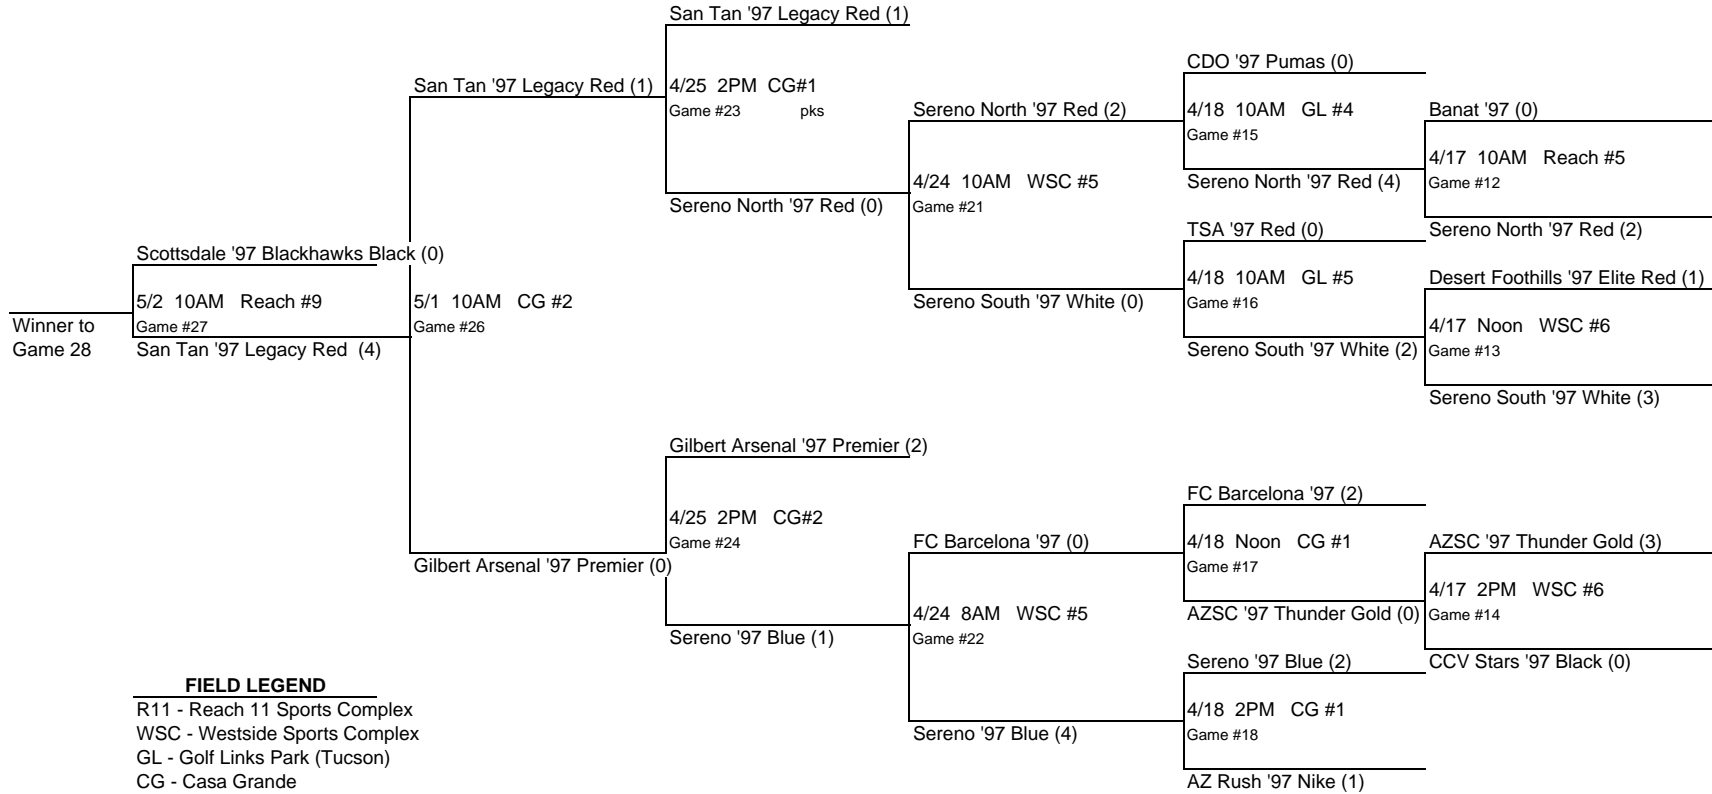 San Tan '97 Legacy Red (1)
CDO '97 Pumas (0)
San Tan '97 Legacy Red (1)
4/25 2PM CG#1
Game #23 pks
Sereno North '97 Red (2)
4/18 10AM GL #4
Game #15
Banat '97 (0)
4/17 10AM Reach #5
Game #12
Sereno North '97 Red (0)
4/24 10AM WSC #5
Game #21
Sereno North '97 Red (4)
TSA '97 Red (0)
Sereno North '97 Red (2)
Scottsdale '97 Blackhawks Black (0)
4/18 10AM GL #5
Game #16
Desert Foothills '97 Elite Red (1)
Winner to
Game 28
5/2 10AM Reach #9
Game #27
San Tan '97 Legacy Red (4)
5/1 10AM CG #2
Game #26
Sereno South '97 White (0)
4/17 Noon WSC #6
Game #13
Sereno South '97 White (2)
Sereno South '97 White (3)
Gilbert Arsenal '97 Premier (2)
FC Barcelona '97 (2)
4/25 2PM CG#2
Game #24
Gilbert Arsenal '97 Premier (0)
FC Barcelona '97 (0)
4/18 Noon CG #1
Game #17
AZSC '97 Thunder Gold (3)
4/17 2PM WSC #6
Game #14
Sereno '97 Blue (1)
4/24 8AM WSC #5
Game #22
AZSC '97 Thunder Gold (0)
Sereno '97 Blue (2)
CCV Stars '97 Black (0)
4/18 2PM CG #1
Game #18
Sereno '97 Blue (4)
AZ Rush '97 Nike (1)
FIELD LEGEND
R11 - Reach 11 Sports Complex
WSC - Westside Sports Complex
GL - Golf Links Park (Tucson)
CG - Casa Grande